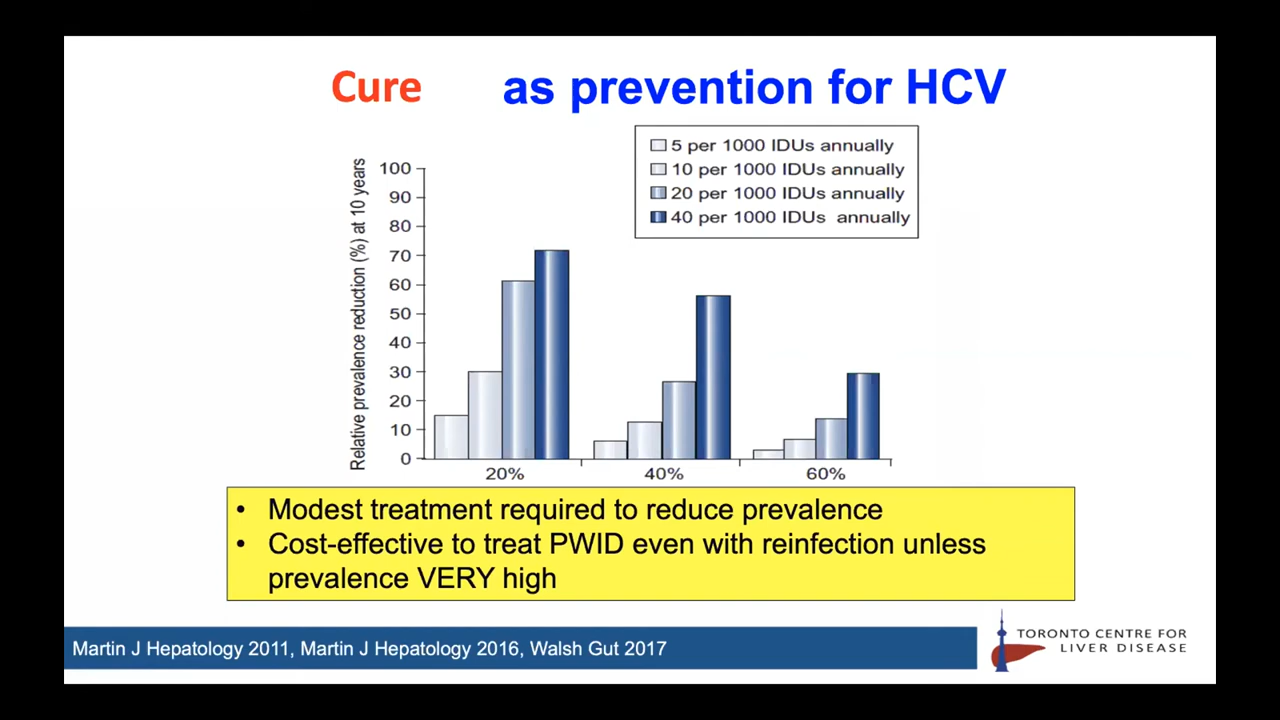 Cure as prevention for HCV
5 per 1000 IDUs annually
10 per 1000 IDUs annually
20 per 1000 IDUs annually
40 per 1000 IDUs annually
Relative prevalence reduction (%) at 10 years
100
90
80
70
60
50
40
30
20
10
0
20%
40%
60%
• Modest treatment required to reduce prevalence
• Cost-effective to treat PWID even with reinfection unless
prevalence VERY high
Martin J Hepatology 2011, Martin J Hepatology 2016, Walsh Gut 2017
TORONTO CENTRE FOR
LIVER DISEASE